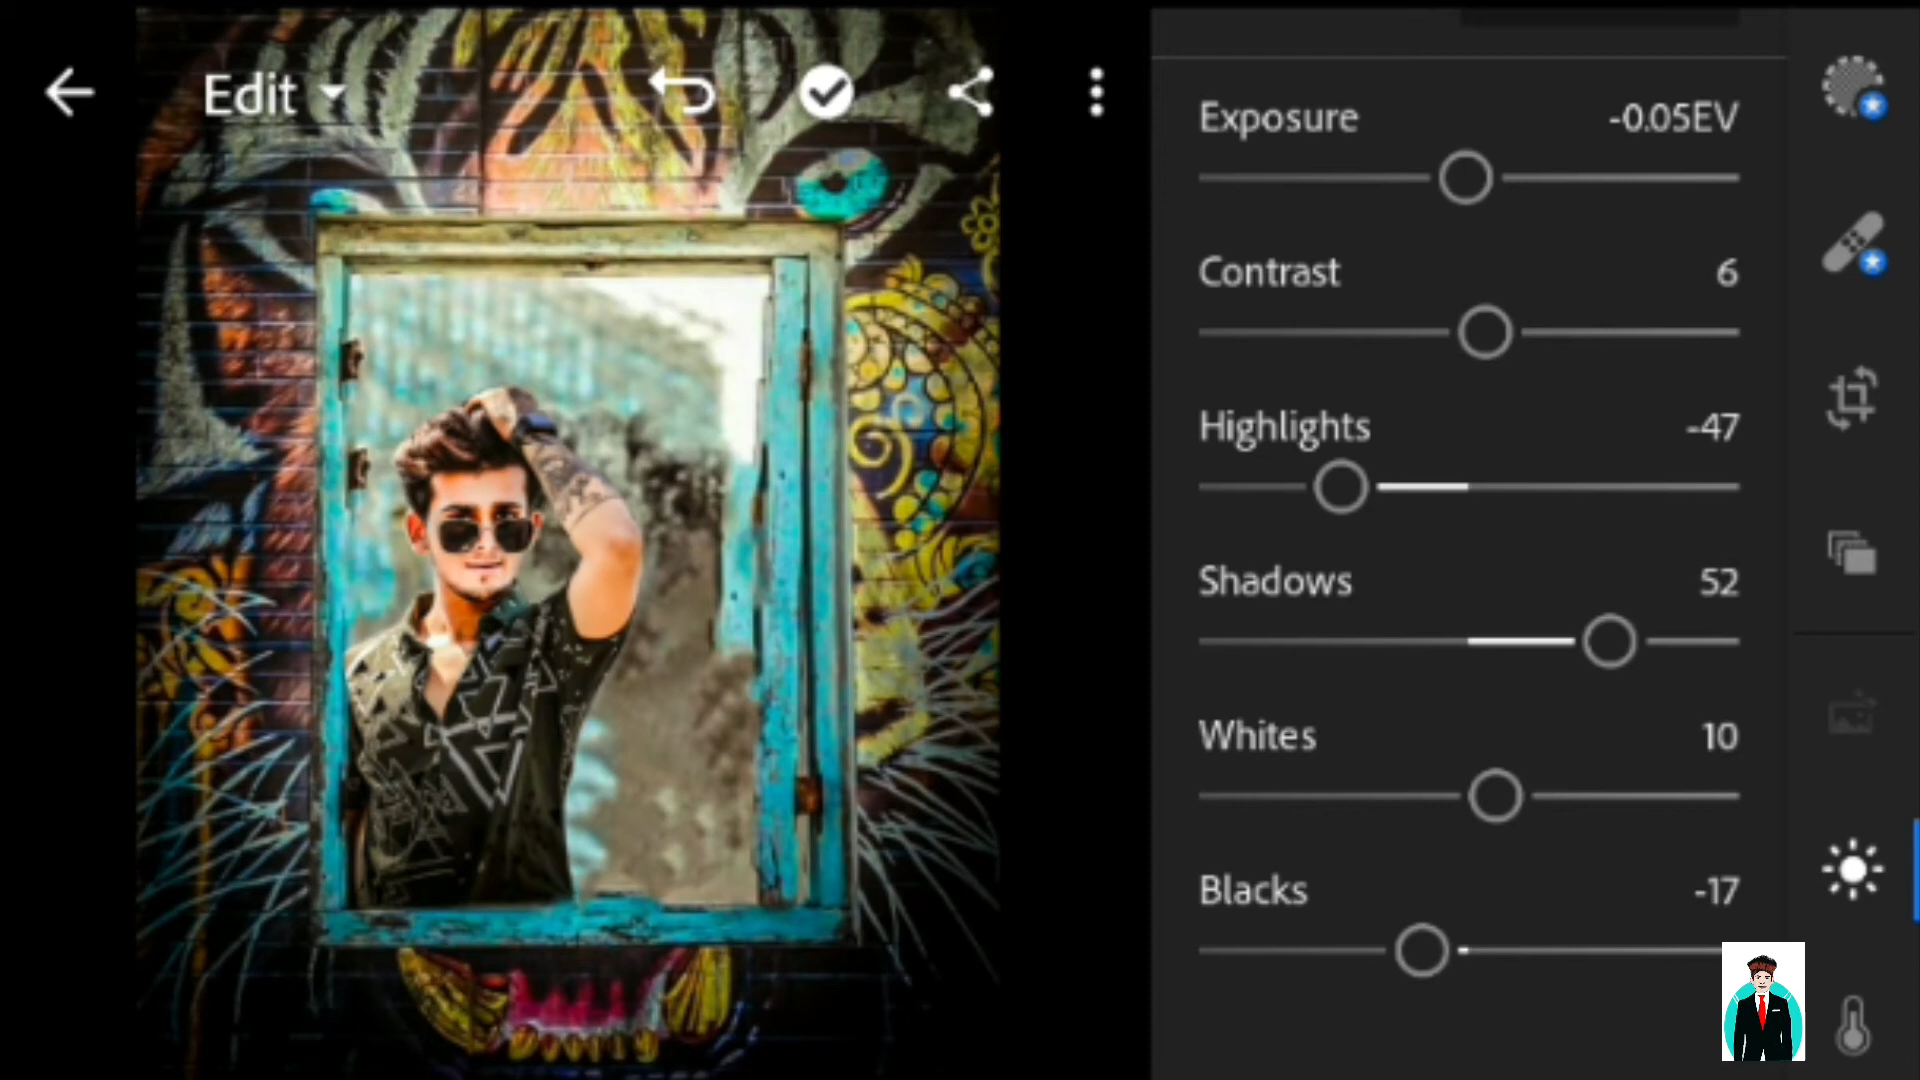 Edit
Exposure -0.05EV
Contrast 6
Highlights -47
Shadows 52
Whites 10
Blacks -17